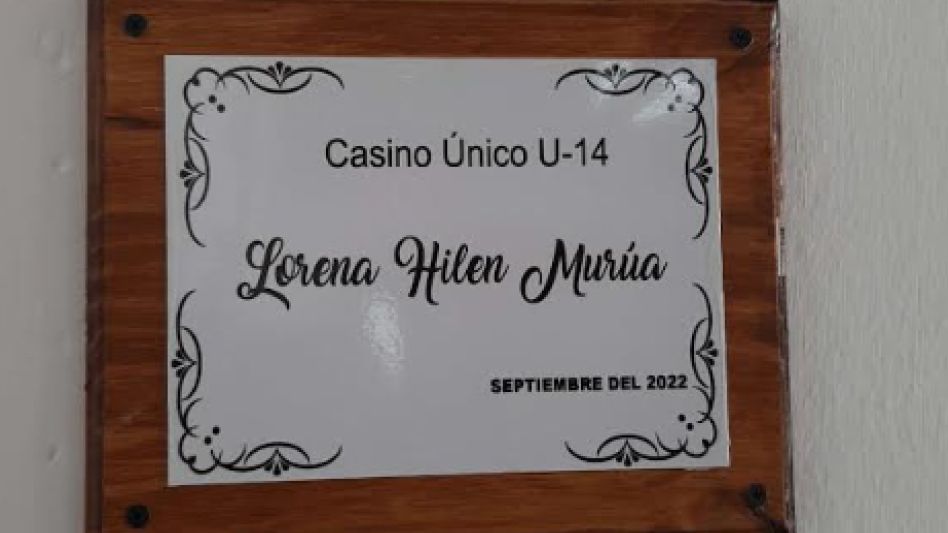 Casino Único U-14
Lorena Hilen Murúa
SEPTIEMBRE DEL 2022